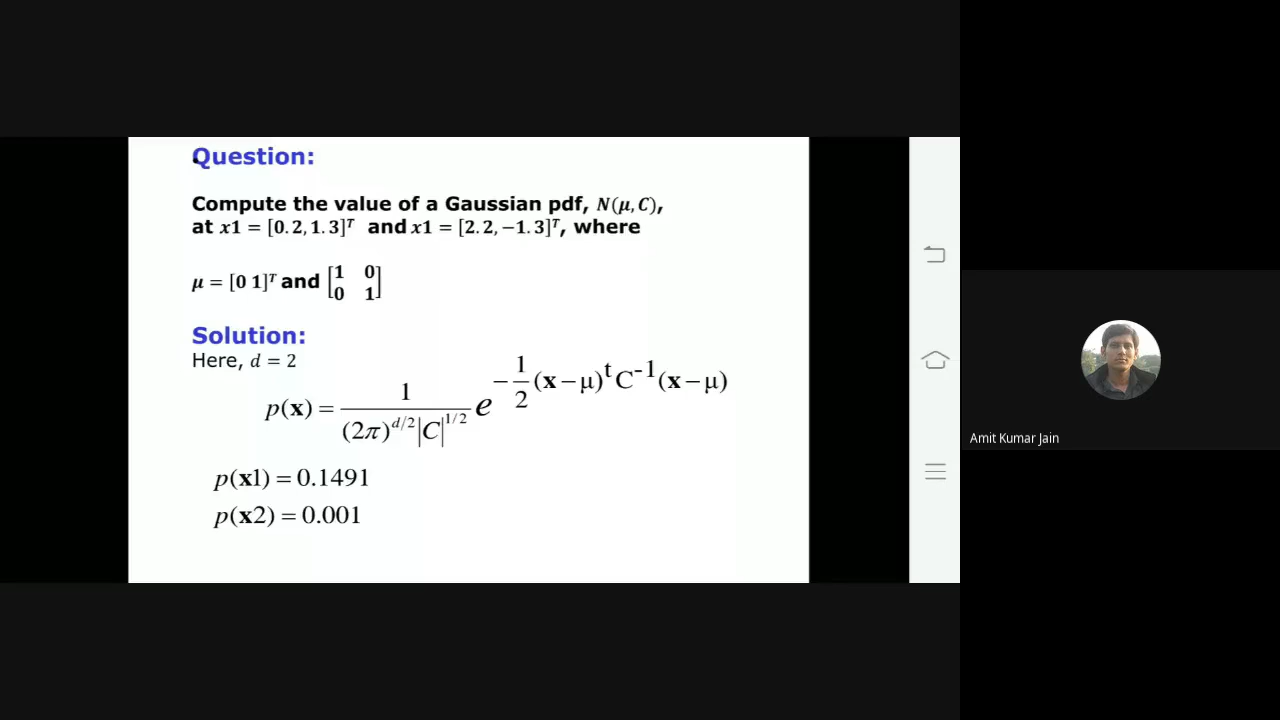 Question:
Compute the value of a Gaussian pdf, N(μ, C),
at x1 = [0.2, 1.3]^T and x1 = [2.2, −1.3]^T, where
μ = [0 1]^T and [1 0
0 1]
Solution:
Here, d = 2
p(x) = 1 / ((2π)^{d/2} |C|^{1/2}) e^{−1/2 (x − μ)^t C^{-1} (x − μ)}
p(x1) = 0.1491
p(x2) = 0.001
Amit Kumar Jain